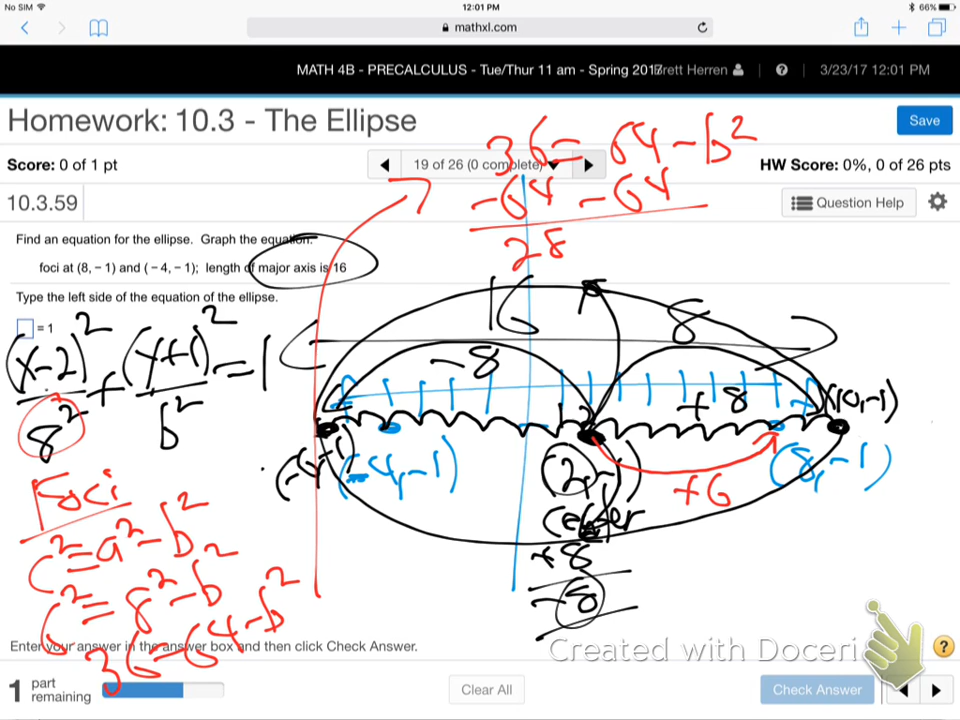 No SIM 12:01 PM 66%
mathxl.com
MATH 4B - PRECALCULUS - Tue/Thur 11 am - Spring 2017 Brett Herren 3/23/17 12:01 PM
Homework: 10.3 - The Ellipse Save
Score: 0 of 1 pt 19 of 26 (0 complete) HW Score: 0%, 0 of 26 pts
36 = 64 - b²
-64 -64
28
10.3.59 Question Help
Find an equation for the ellipse. Graph the equation.
foci at (8, - 1) and (- 4, - 1); length of major axis is 16
Type the left side of the equation of the ellipse.
= 1
(x-2)² + (y+1)² = 1
8² b²
16
8
-8
+8
(10,-1)
(-4,-1)
(2,-1)
(8,-1)
center
+6
+8
-8
Foci
c² = a² - b²
6² = 8² - b²
36 = 64 - b²
Enter your answer in the answer box and then click Check Answer.
Created with Doceri
1 part remaining Clear All Check Answer
?